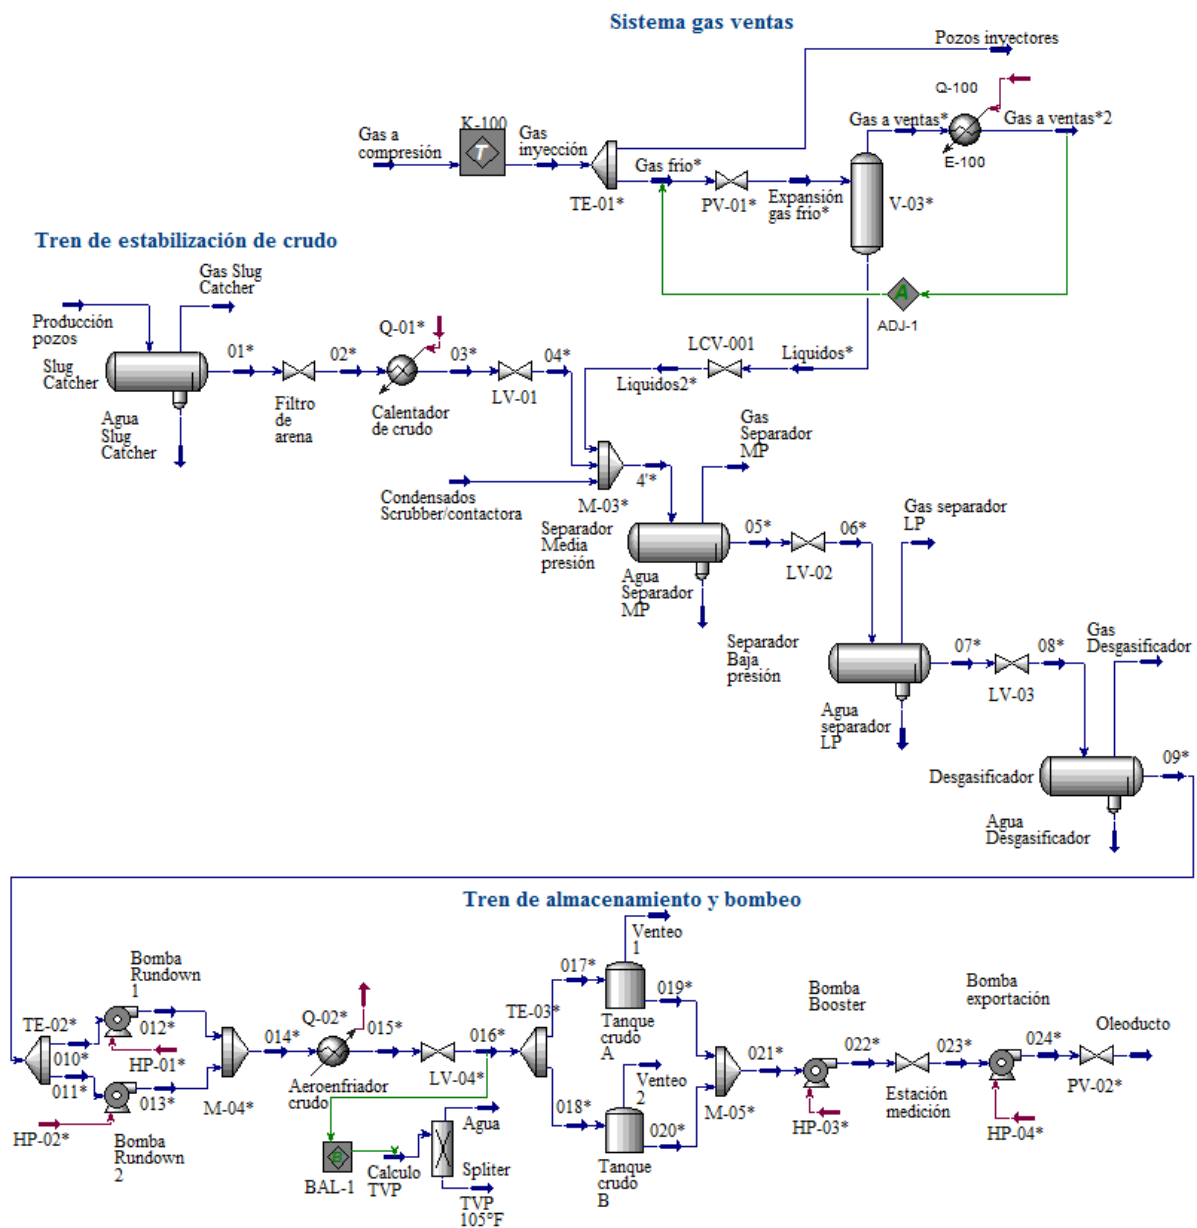 Sistema gas ventas
Pozos inyectores
Q-100
Gas a ventas*
Gas a ventas*2
E-100
K-100
T
Gas a
compresión
Gas
inyección
TE-01*
Gas frio*
PV-01*
Expansión
gas frio*
V-03*
A
ADJ-1
Tren de estabilización de crudo
Gas Slug
Catcher
Producción
pozos
Slug
Catcher
Agua
Slug
Catcher
01*
Filtro
de
arena
02*
Q-01*
Calentador
de crudo
03*
LV-01
04*
LCV-001
Liquidos*
Liquidos2*
Condensados
Scrubber/contactora
M-03*
4'*
Gas
Separador
MP
Separador
Media
presión
Agua
Separador
MP
05*
LV-02
06*
Gas separador
LP
Separador
Baja
presión
Agua
separador
LP
07*
LV-03
08*
Gas
Desgasificador
Desgasificador
Agua
Desgasificador
09*
Tren de almacenamiento y bombeo
TE-02*
010*
011*
Bomba
Rundown
1
012*
HP-01*
013*
HP-02*
Bomba
Rundown
2
M-04*
014*
Q-02*
Aeroenfriador
crudo
015*
LV-04*
016*
B
BAL-1
Calculo
TVP
Agua
Spliter
TVP
105°F
TE-03*
017*
018*
Venteo
1
Tanque
crudo
A
019*
Venteo
2
Tanque
crudo
B
020*
M-05*
021*
Bomba
Booster
HP-03*
022*
Estación
medición
023*
Bomba
exportación
HP-04*
024*
PV-02*
Oleoducto